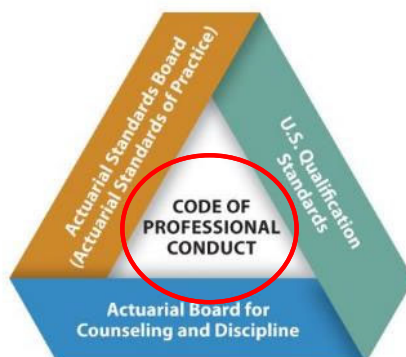 Actuarial Standards Board
(Actuarial Standards of Practice)
U.S. Qualification
Standards
CODE OF
PROFESSIONAL
CONDUCT
Actuarial Board for
Counseling and Discipline